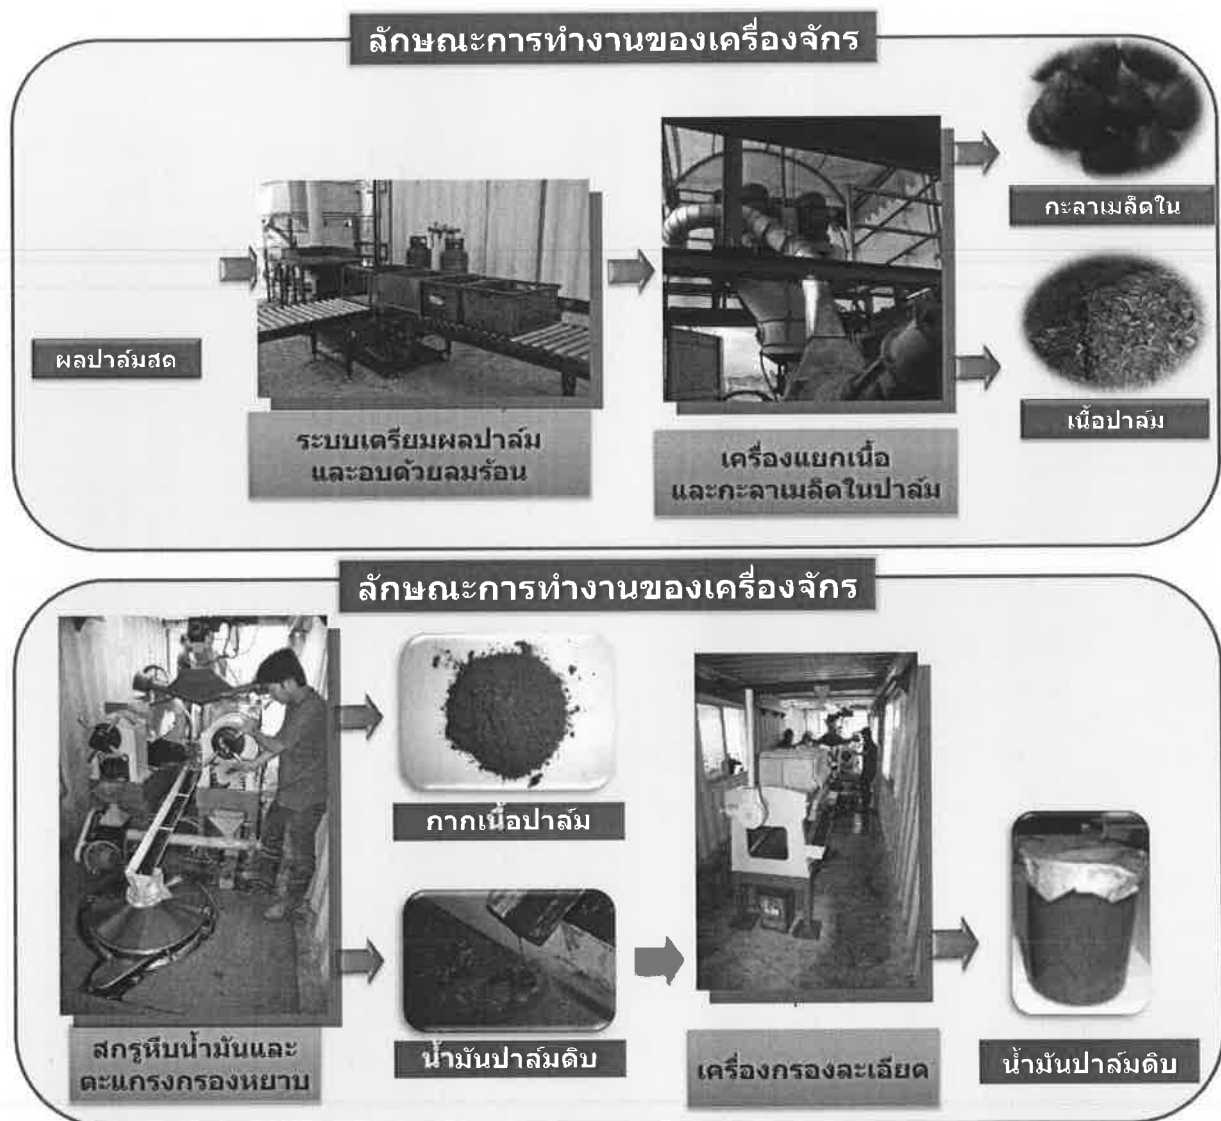 ลักษณะการทำงานของเครื่องจักร
กะลาเมล็ดใน
ผลปาล์มสด
เนื้อปาล์ม
ระบบเตรียมผลปาล์ม
และอบด้วยลมร้อน
เครื่องแยกเนื้อ
และกะลาเมล็ดในปาล์ม
ลักษณะการทำงานของเครื่องจักร
กากเนื้อปาล์ม
สกรูหีบน้ำมันและ
ตะแกรงกรองหยาบ
น้ำมันปาล์มดิบ
เครื่องกรองละเอียด
น้ำมันปาล์มดิบ